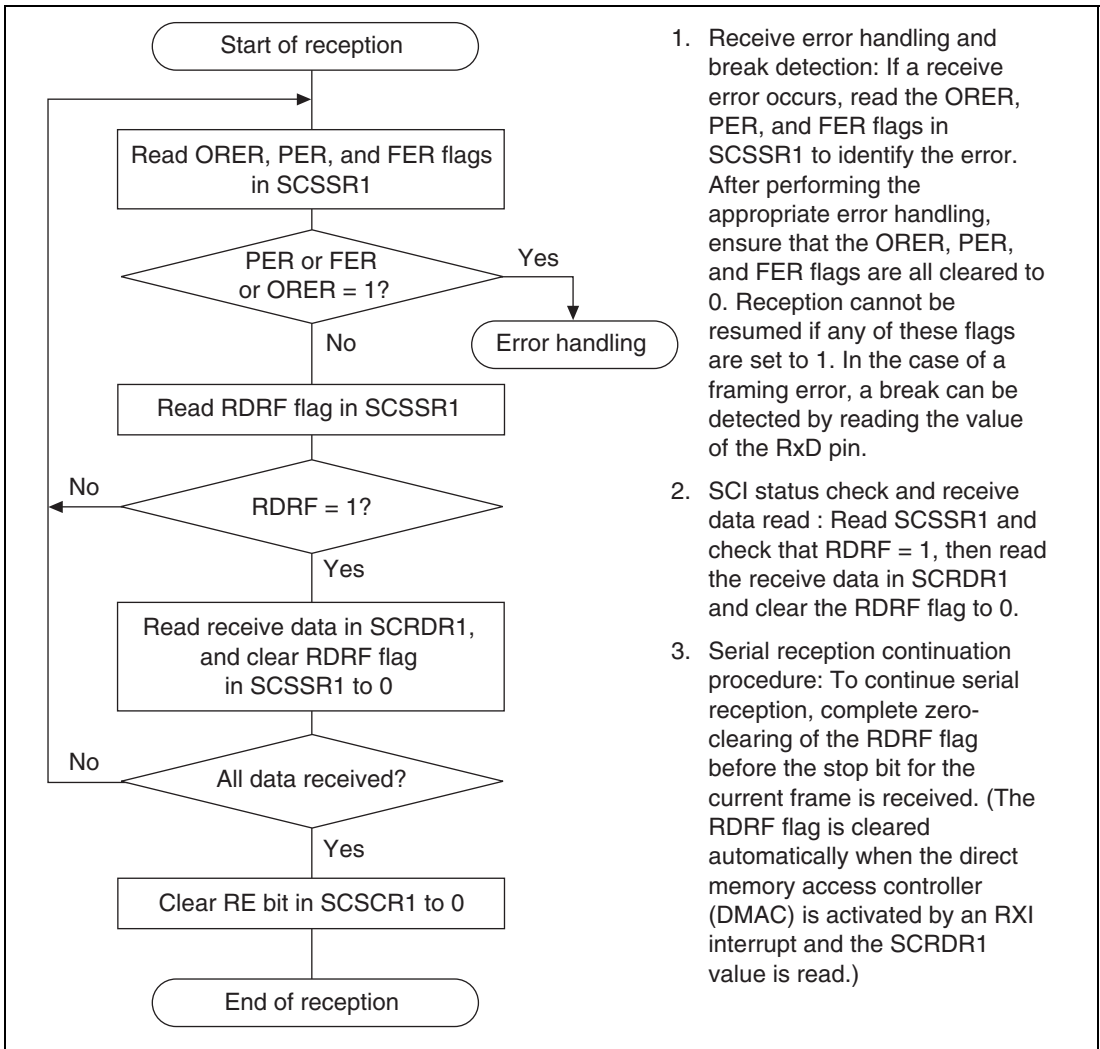 Start of reception
Read ORER, PER, and FER flags
in SCSSR1
PER or FER
or ORER = 1?
Yes
Error handling
No
Read RDRF flag in SCSSR1
No
RDRF = 1?
Yes
Read receive data in SCRDR1,
and clear RDRF flag
in SCSSR1 to 0
No
All data received?
Yes
Clear RE bit in SCSCR1 to 0
End of reception
1. Receive error handling and
break detection: If a receive
error occurs, read the ORER,
PER, and FER flags in
SCSSR1 to identify the error.
After performing the
appropriate error handling,
ensure that the ORER, PER,
and FER flags are all cleared to
0. Reception cannot be
resumed if any of these flags
are set to 1. In the case of a
framing error, a break can be
detected by reading the value
of the RxD pin.
2. SCI status check and receive
data read : Read SCSSR1 and
check that RDRF = 1, then read
the receive data in SCRDR1
and clear the RDRF flag to 0.
3. Serial reception continuation
procedure: To continue serial
reception, complete zero-
clearing of the RDRF flag
before the stop bit for the
current frame is received. (The
RDRF flag is cleared
automatically when the direct
memory access controller
(DMAC) is activated by an RXI
interrupt and the SCRDR1
value is read.)